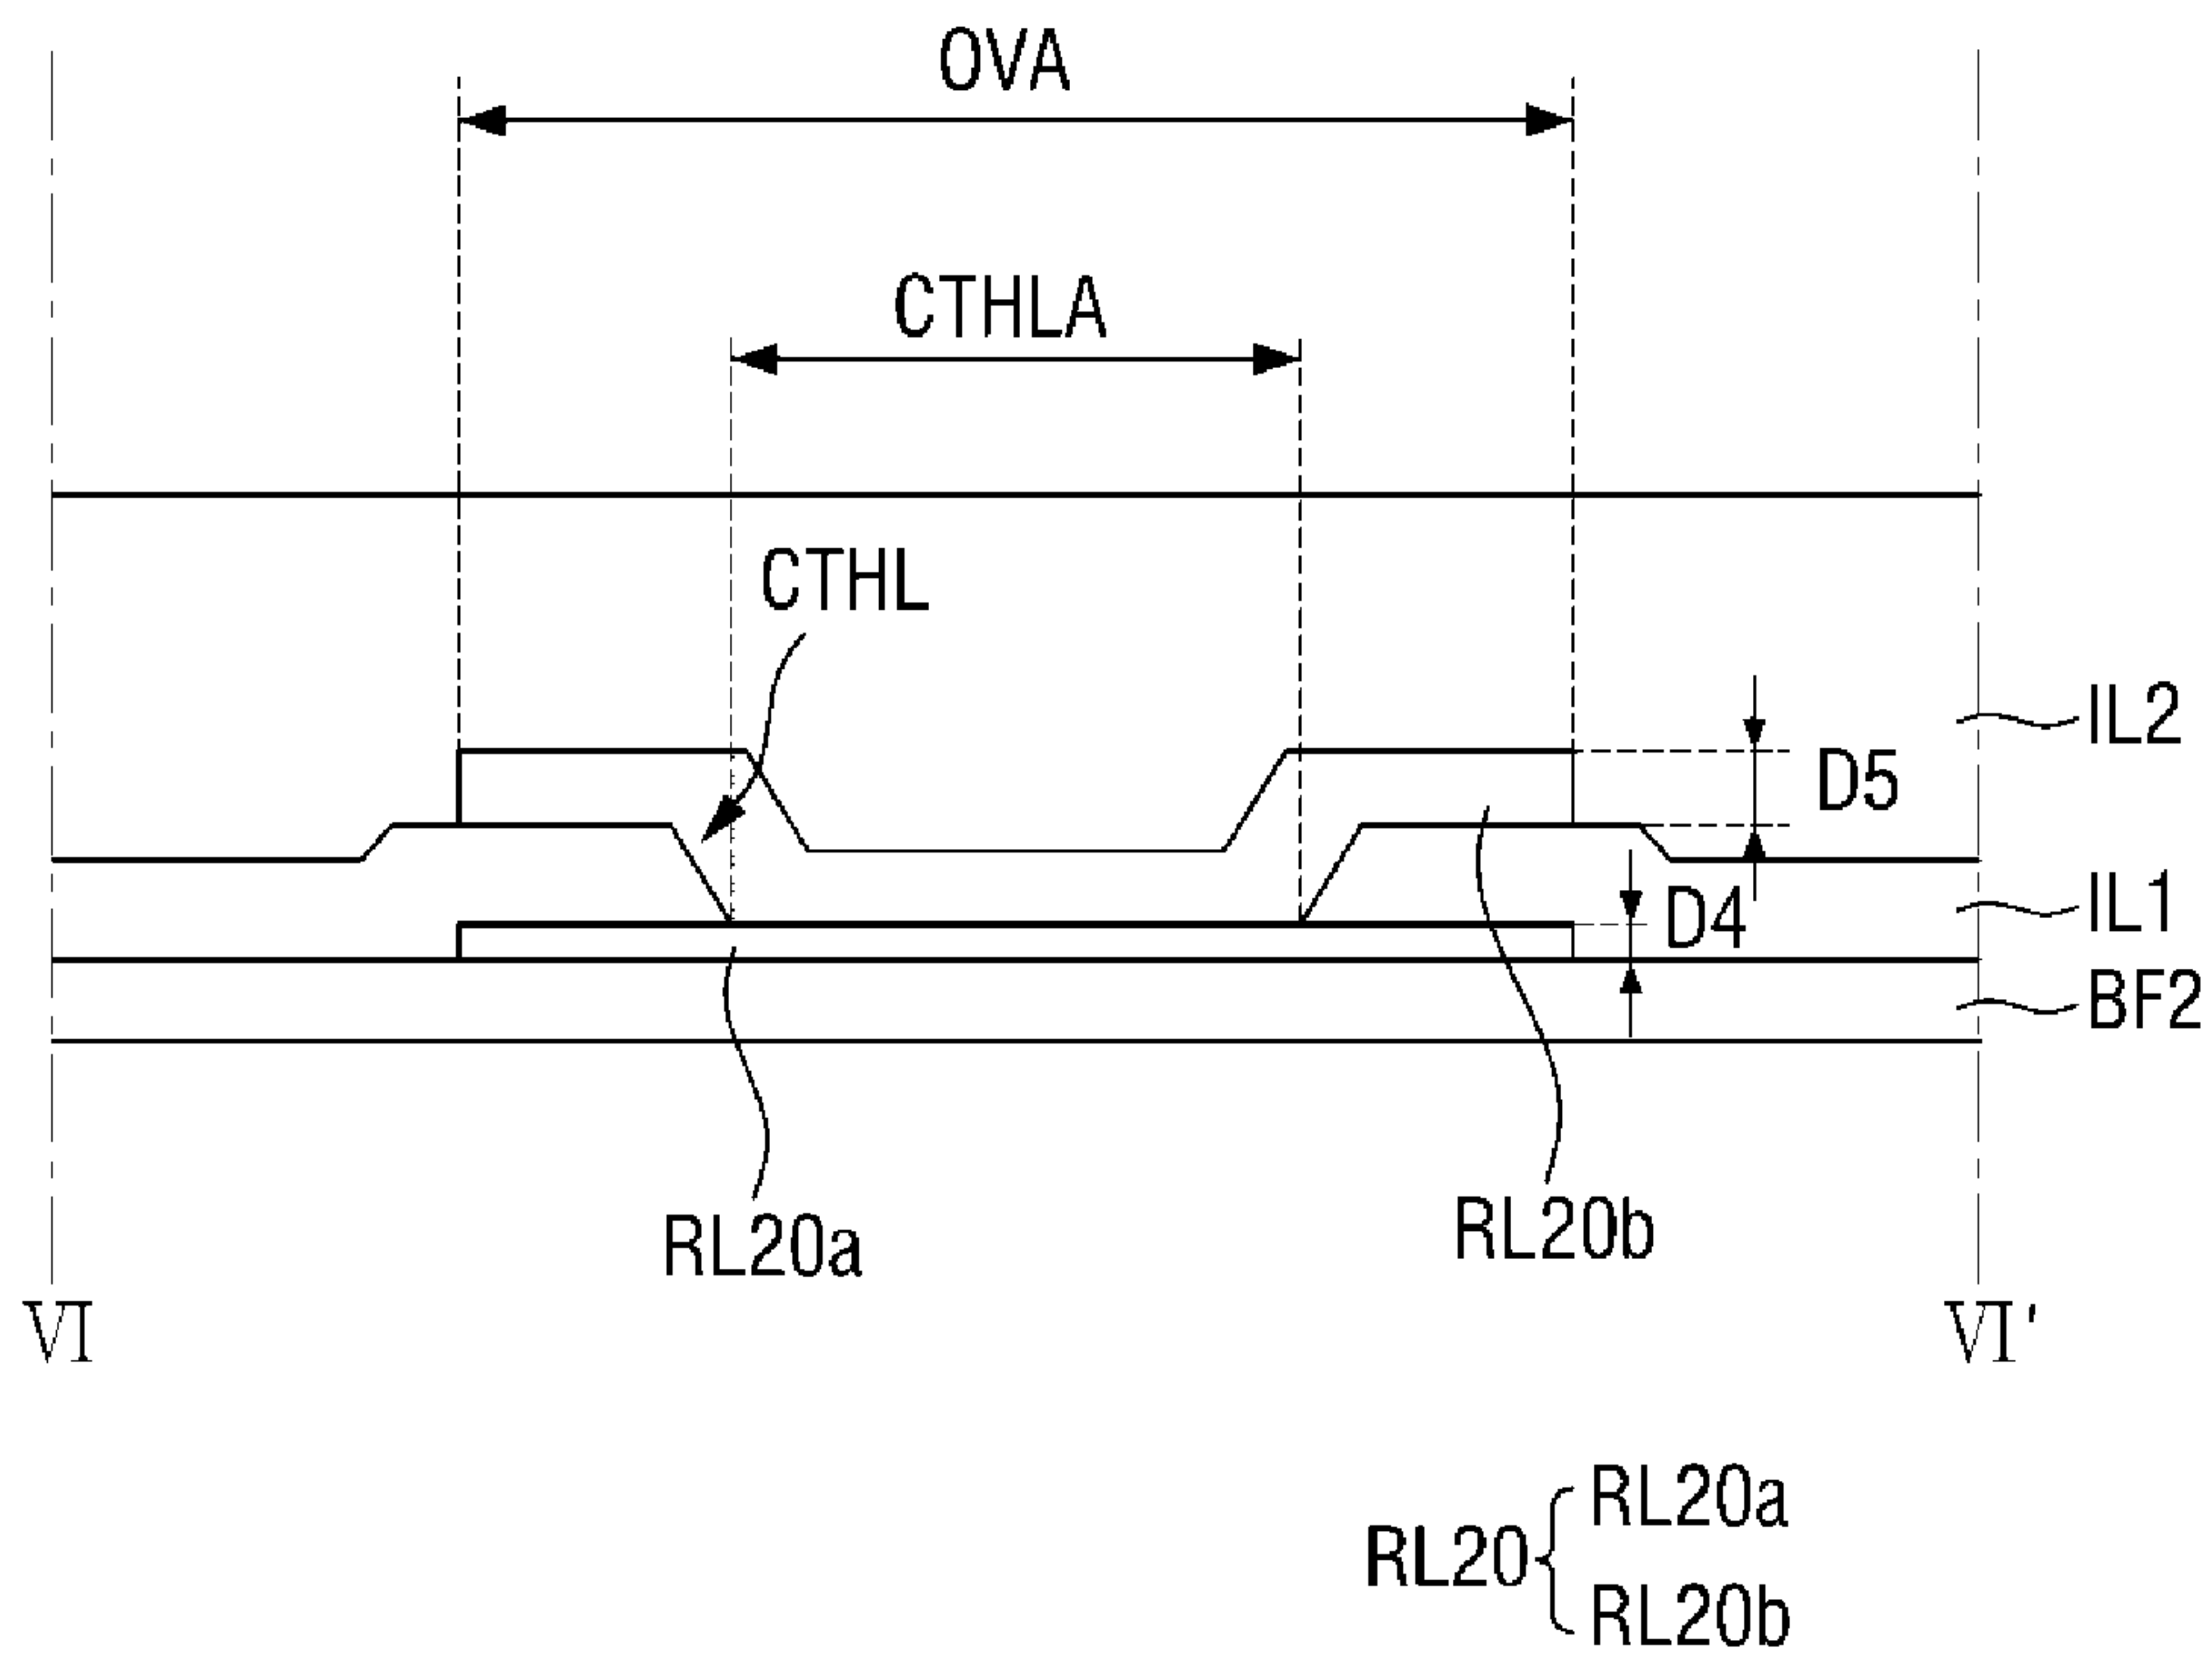 OVA
CTHLA
CTHL
IL2
D5
IL1
D4
BF2
RL20a
RL20b
VI
VI'
RL20
RL20a
RL20b